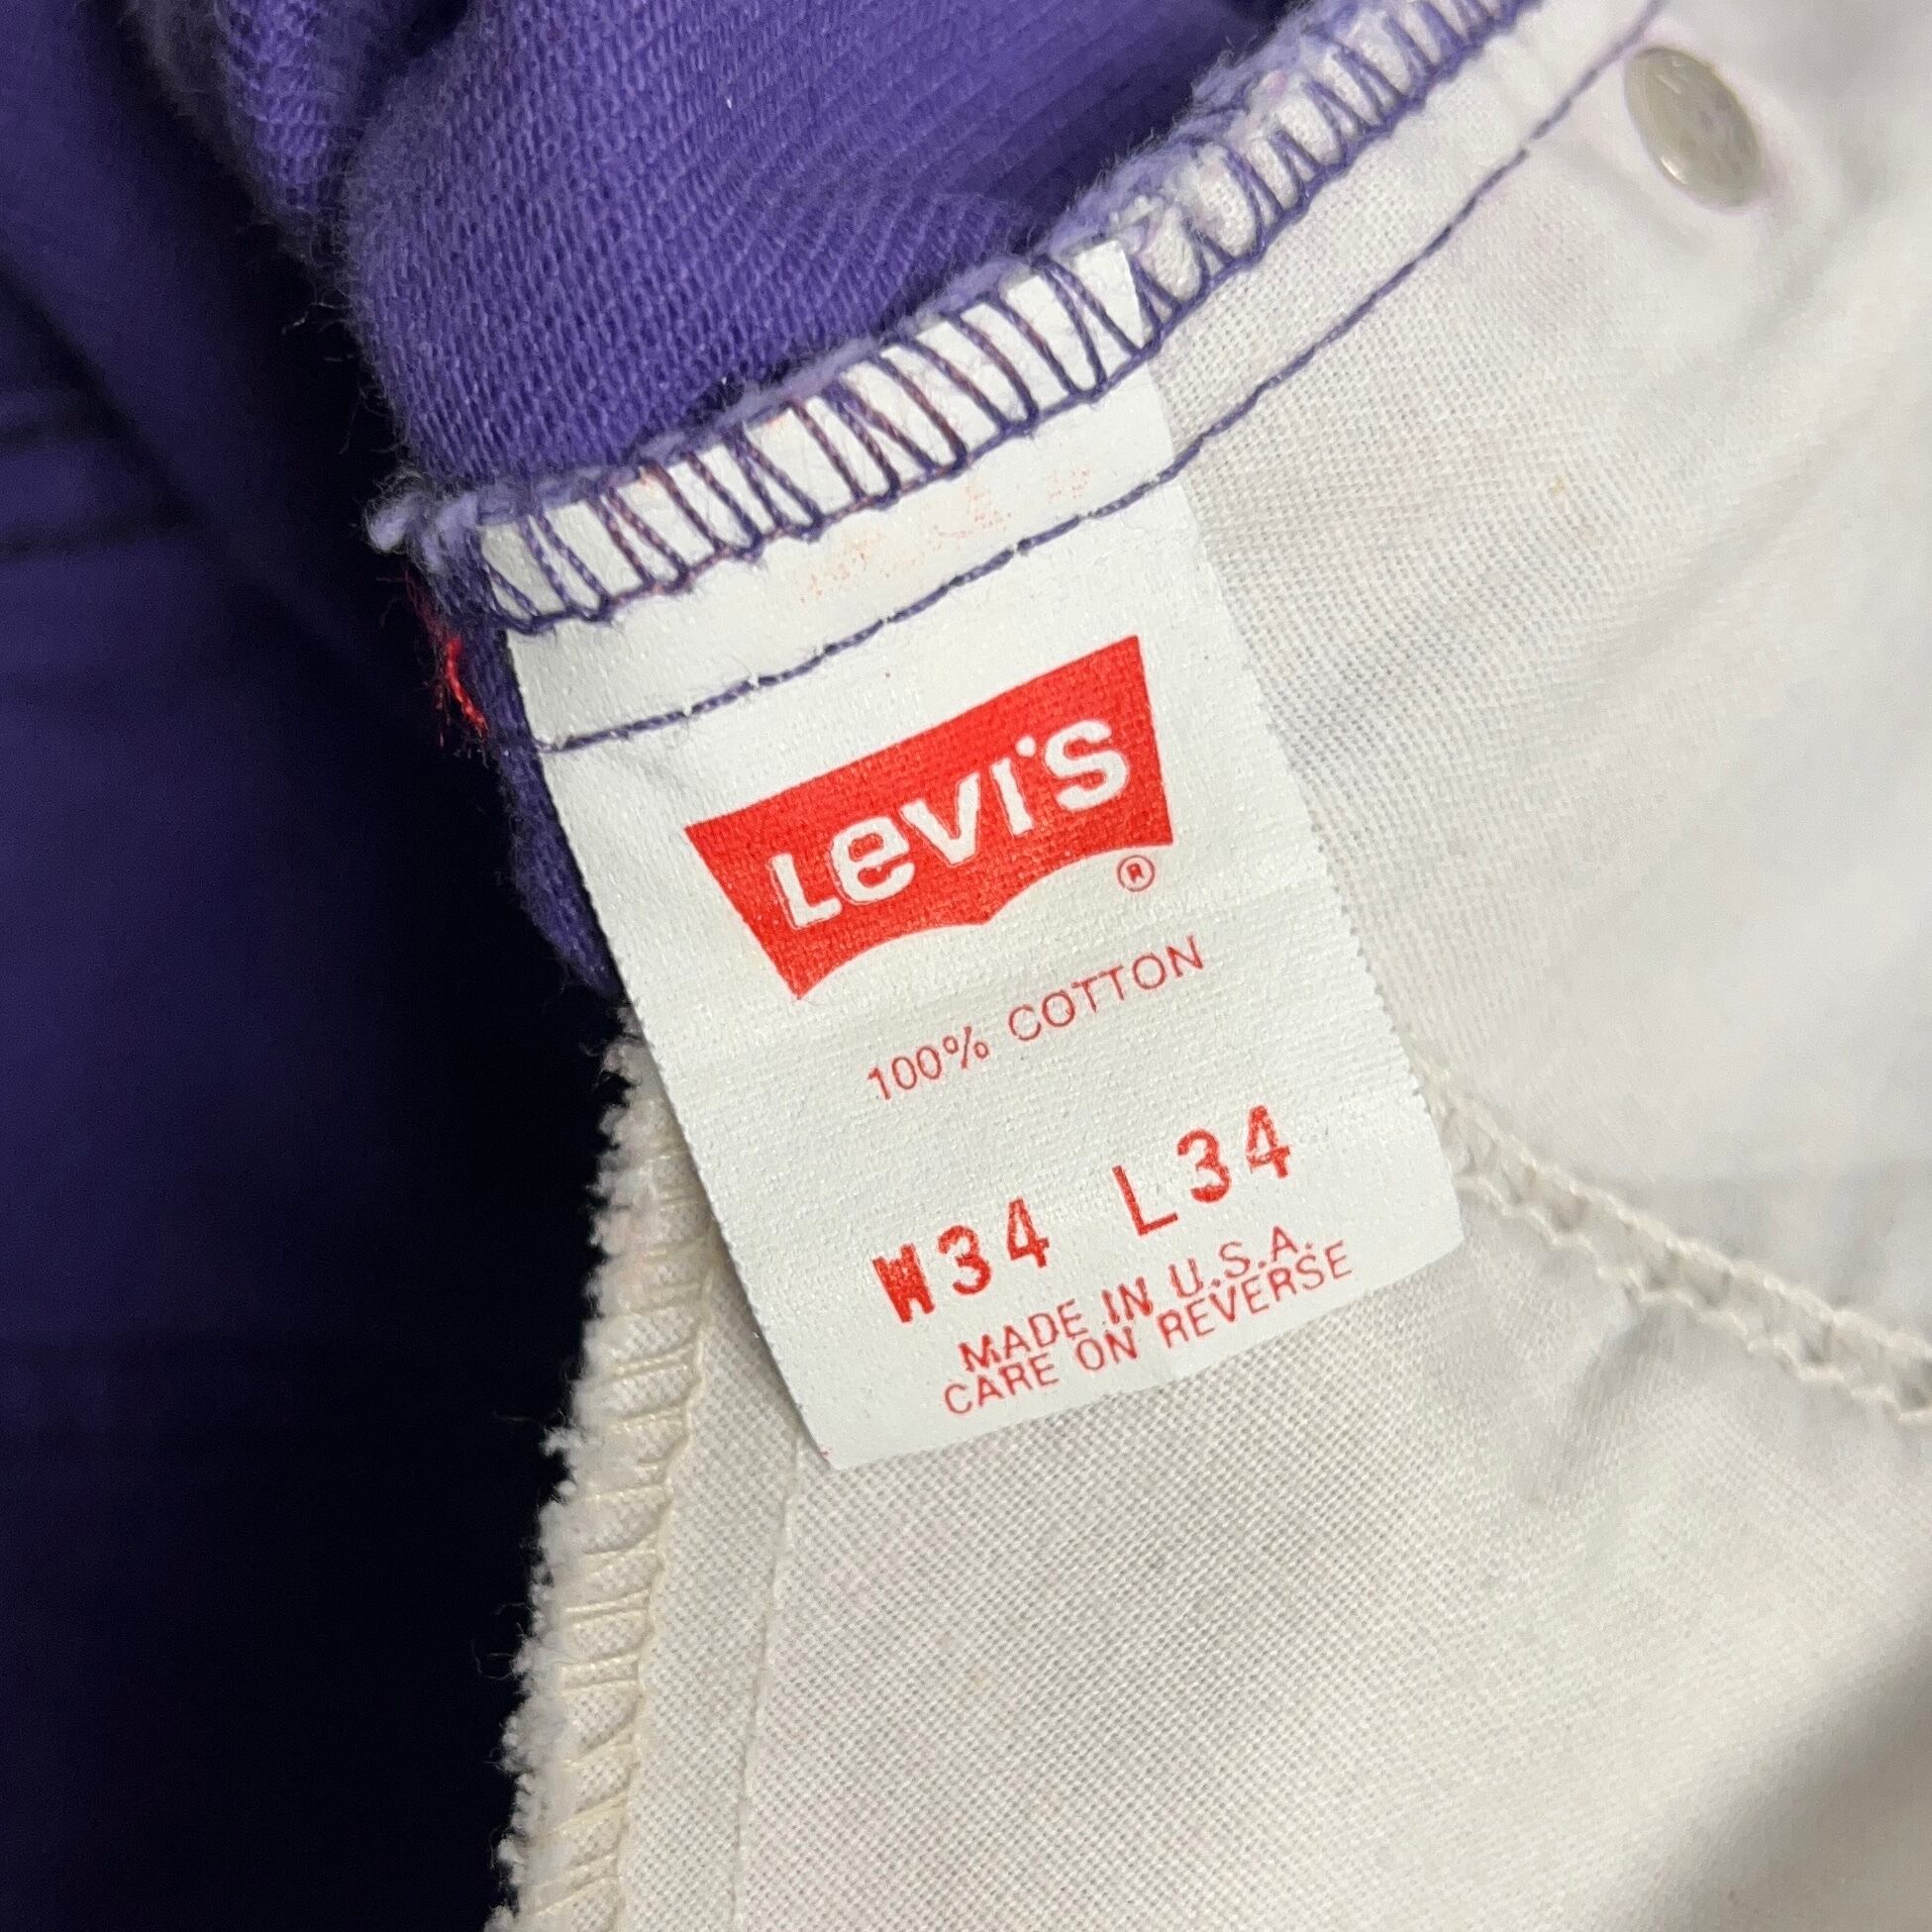 Levi's
®
100% COTTON
W34 L34
MADE IN U.S.A.
CARE ON REVERSE